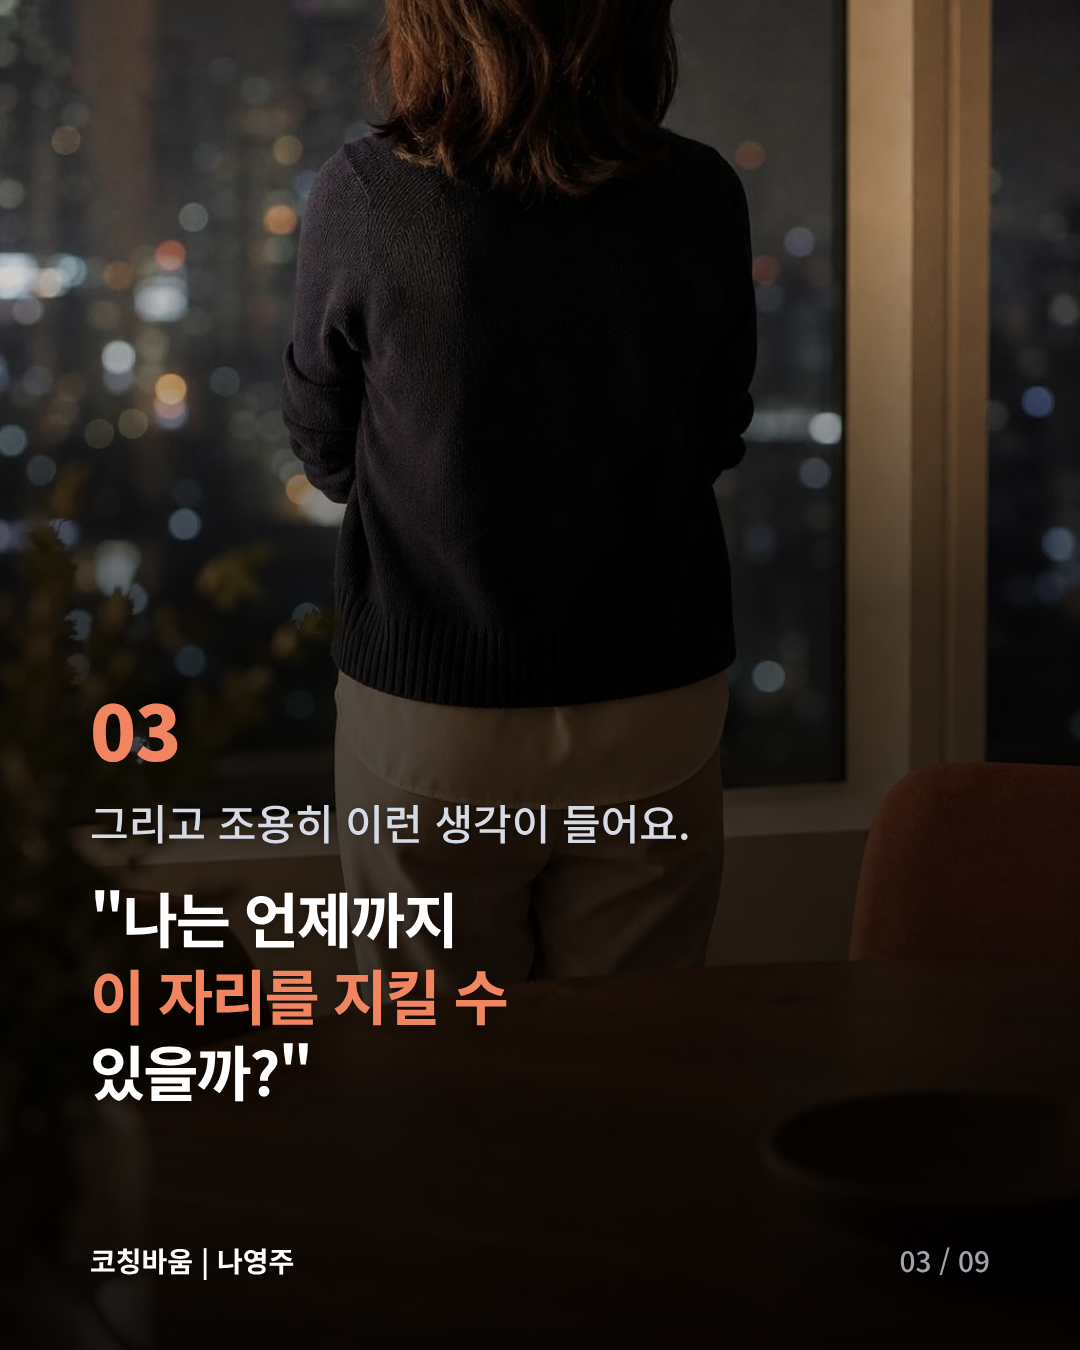 03
그리고 조용히 이런 생각이 들어요.
"나는 언제까지
이 자리를 지킬 수
있을까?"
코칭바움 | 나영주
03 / 09